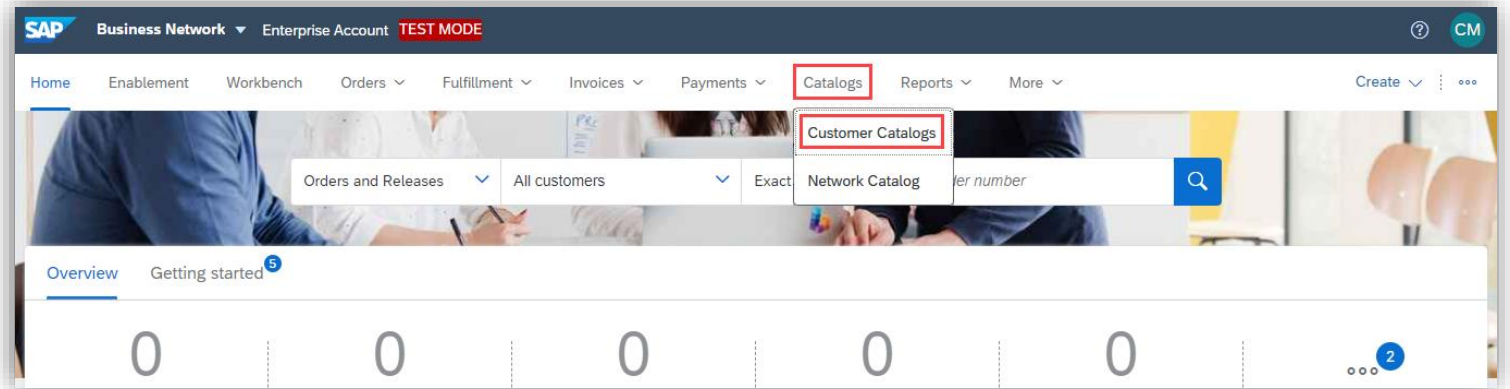 SAP Business Network Enterprise Account TEST MODE CM
Home Enablement Workbench Orders Fulfillment Invoices Payments Catalogs Reports More Create
Customer Catalogs
Orders and Releases All customers Exact Network Catalog der number
Overview Getting started 5
0 0 0 0 0 2